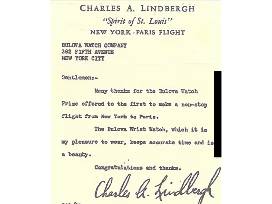 CHARLES A. LINDBERGH
"Spirit of St. Louis"
NEW YORK-PARIS FLIGHT
BULOVA WATCH COMPANY
582 FIFTH AVENUE
NEW YORK CITY
Gentlemen:-
Many thanks for the Bulova Watch
Prize offered to the first to make a non-stop
flight from New York to Paris.
The Bulova Wrist Watch, which it is
my pleasure to wear, keeps accurate time and is
a beauty.
Congratulations and thanks.
Charles A. Lindbergh